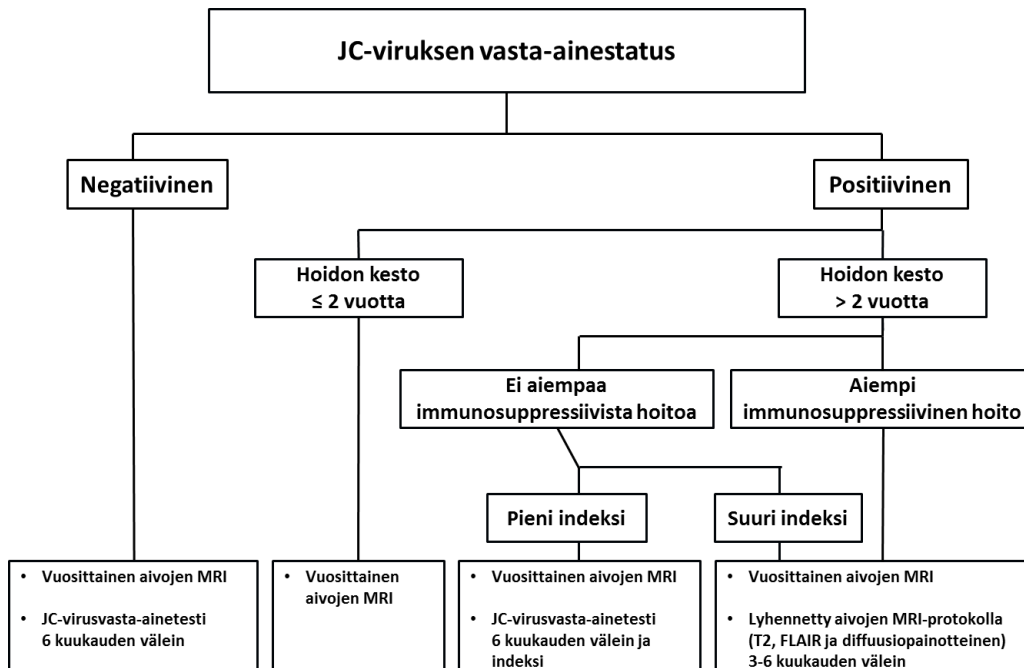 JC-viruksen vasta-ainestatus
Negatiivinen
Positiivinen
Hoidon kesto
≤ 2 vuotta
Hoidon kesto
> 2 vuotta
Ei aiempaa
immunosuppressiivista hoitoa
Aiempi
immunosuppressiivinen hoito
Pieni indeksi
Suuri indeksi
• Vuosittainen aivojen MRI
• JC-virusvasta-ainetesti
6 kuukauden välein
• Vuosittainen
aivojen MRI
• Vuosittainen aivojen MRI
• JC-virusvasta-ainetesti
6 kuukauden välein ja
indeksi
• Vuosittainen aivojen MRI
• Lyhennetty aivojen MRI-protokolla
(T2, FLAIR ja diffuusiopainotteinen)
3-6 kuukauden välein